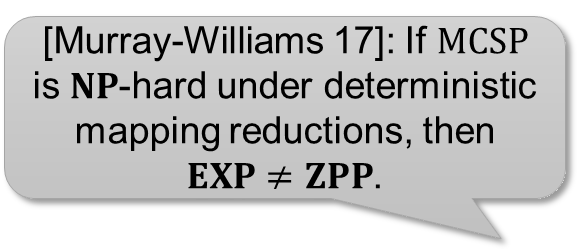 [Murray-Williams 17]: If MCSP
is NP-hard under deterministic
mapping reductions, then
EXP ≠ ZPP.